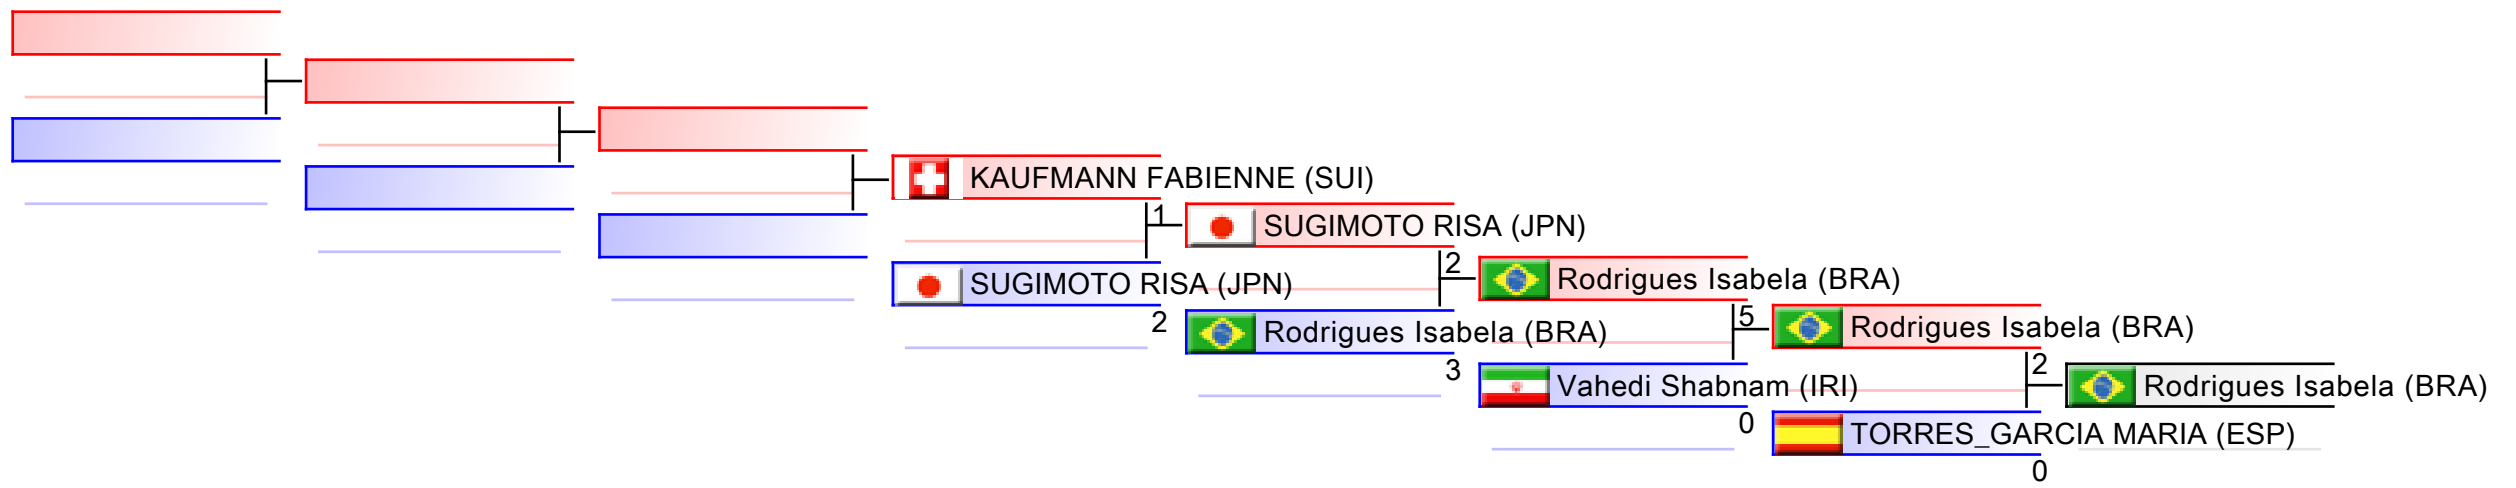 KAUFMANN FABIENNE (SUI)
1
SUGIMOTO RISA (JPN)
2
SUGIMOTO RISA (JPN)
2
Rodrigues Isabela (BRA)
3
Rodrigues Isabela (BRA)
5
Vahedi Shabnam (IRI)
0
Rodrigues Isabela (BRA)
2
TORRES_GARCIA MARIA (ESP)
0
Rodrigues Isabela (BRA)